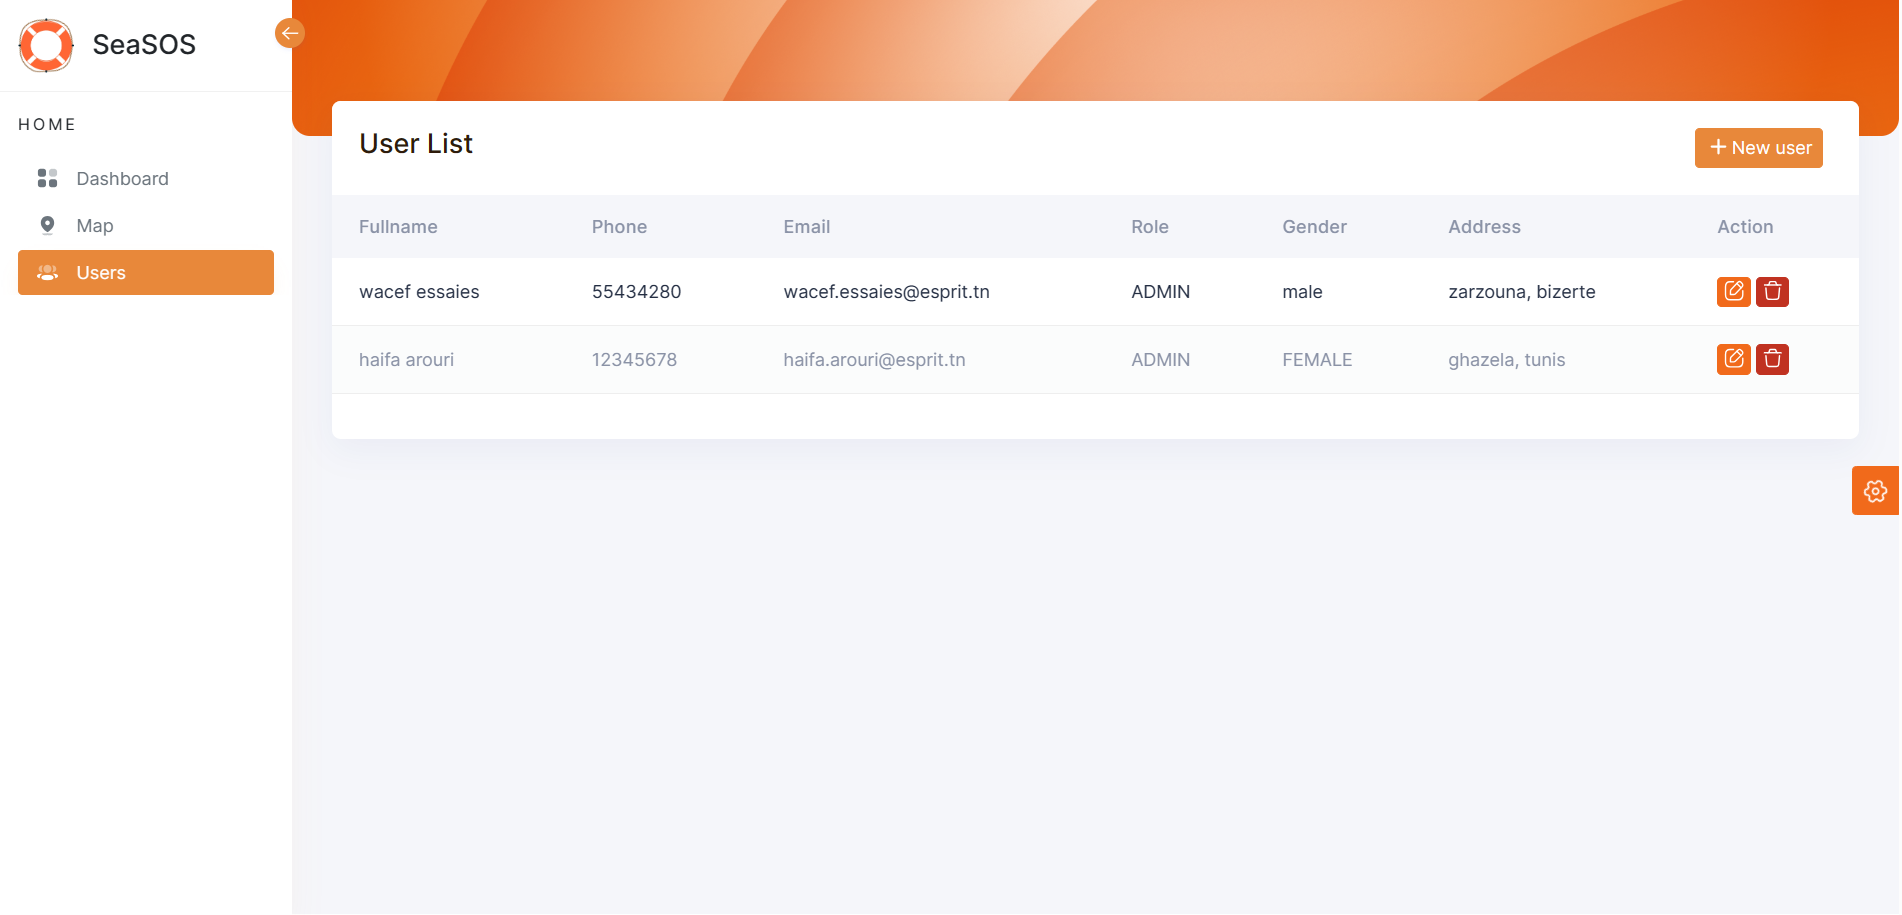 SeaSOS
HOME
Dashboard
Map
Users
User List
New user
Fullname Phone Email Role Gender Address Action
wacef essaies 55434280 wacef.essaies@esprit.tn ADMIN male zarzouna, bizerte
haifa arouri 12345678 haifa.arouri@esprit.tn ADMIN FEMALE ghazela, tunis